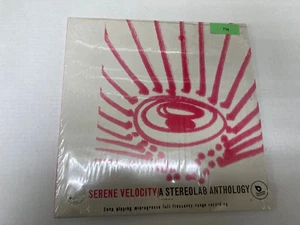 SERENE VELOCITY/A STEREOLAB ANTHOLOGY
Long playing microgroove full frequency range recording